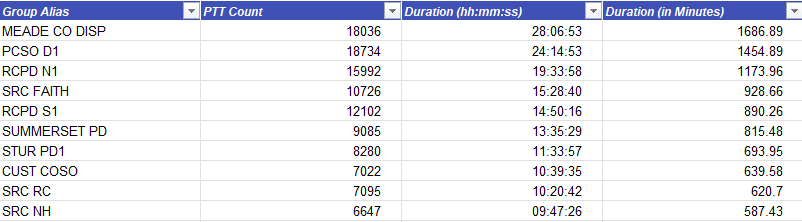 Group Alias PTT Count Duration (hh:mm:ss) Duration (in Minutes)
MEADE CO DISP 18036 28:06:53 1686.89
PCSO D1 18734 24:14:53 1454.89
RCPD N1 15992 19:33:58 1173.96
SRC FAITH 10726 15:28:40 928.66
RCPD S1 12102 14:50:16 890.26
SUMMERSET PD 9085 13:35:29 815.48
STUR PD1 8280 11:33:57 693.95
CUST COSO 7022 10:39:35 639.58
SRC RC 7095 10:20:42 620.7
SRC NH 6647 09:47:26 587.43